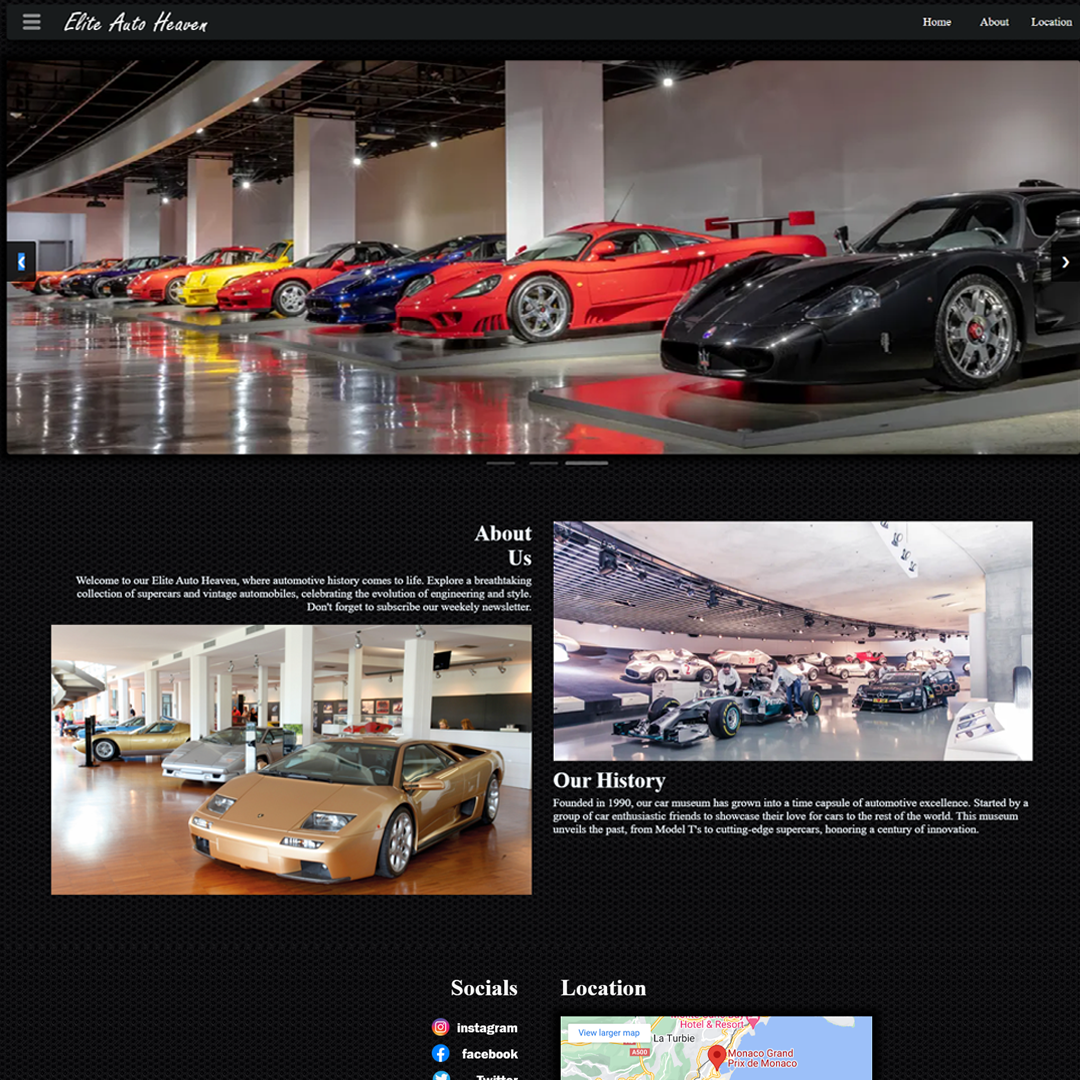 Elite Auto Heaven
Home About Location
About
Us
Welcome to our Elite Auto Heaven, where automotive history comes to life. Explore a breathtaking
collection of supercars and vintage automobiles, celebrating the evolution of engineering and style.
Don't forget to subscribe our weekely newsletter.
Our History
Founded in 1990, our car museum has grown into a time capsule of automotive excellence. Started by a
group of car enthusiastic friends to showcase their love for cars to the rest of the world. This museum
unveils the past, from Model T's to cutting-edge supercars, honoring a century of innovation.
Socials
instagram
facebook
Twitter
Location
View larger map
Hotel & Resort
La Turbie
A500
Monaco Grand
Prix de Monaco